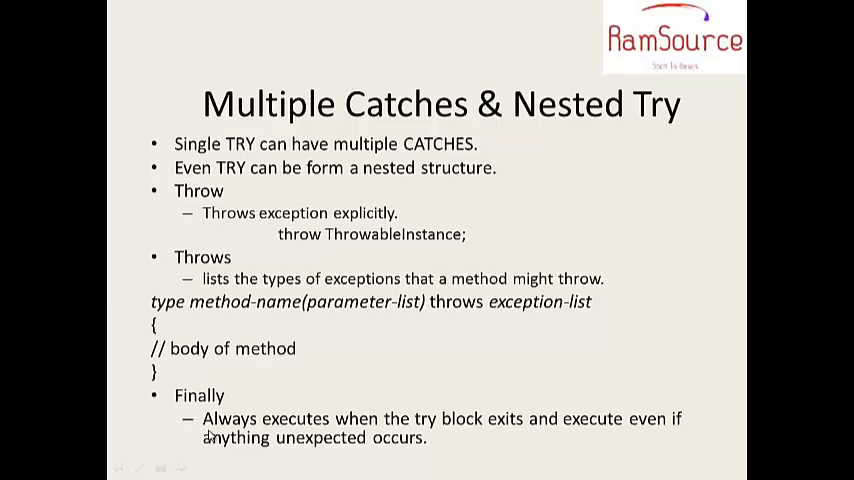 RamSource
Multiple Catches & Nested Try
• Single TRY can have multiple CATCHES.
• Even TRY can be form a nested structure.
• Throw
– Throws exception explicitly.
throw ThrowableInstance;
• Throws
– lists the types of exceptions that a method might throw.
type method-name(parameter-list) throws exception-list
{
// body of method
}
• Finally
– Always executes when the try block exits and execute even if
anything unexpected occurs.